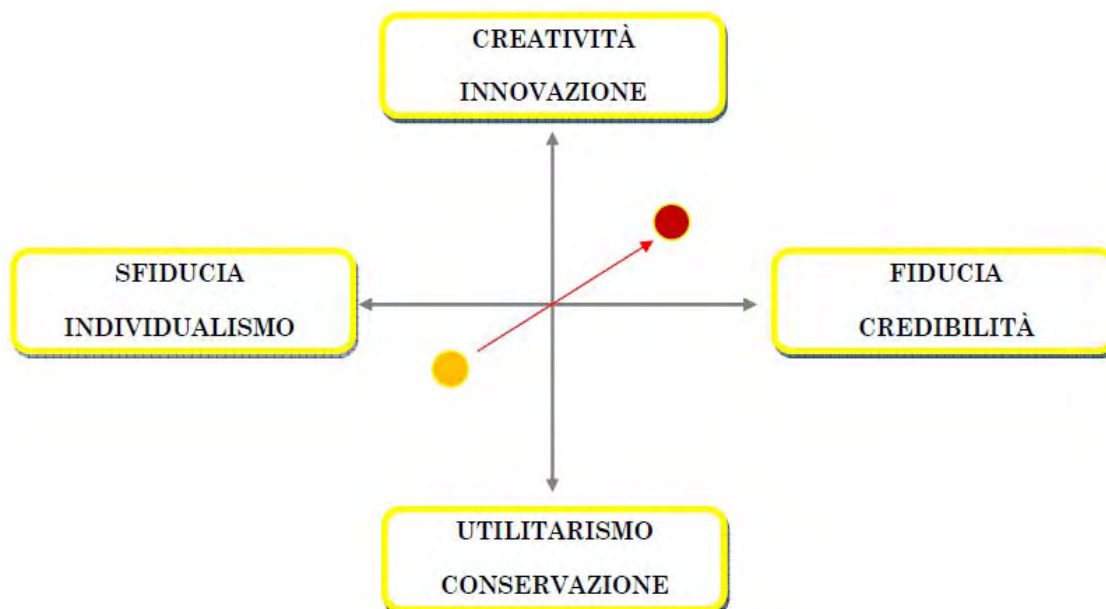 CREATIVITÀ
INNOVAZIONE
SFIDUCIA
INDIVIDUALISMO
FIDUCIA
CREDIBILITÀ
UTILITARISMO
CONSERVAZIONE